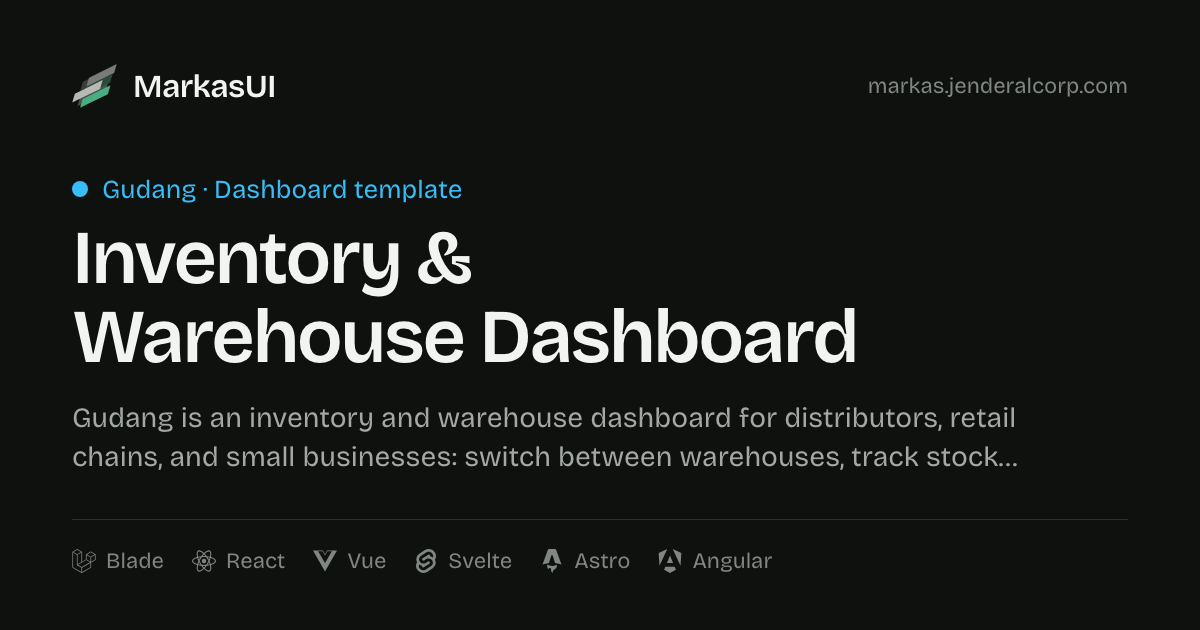 MarkasUI
markas.jenderalcorp.com
Gudang · Dashboard template
Inventory &
Warehouse Dashboard
Gudang is an inventory and warehouse dashboard for distributors, retail
chains, and small businesses: switch between warehouses, track stock...
Blade React Vue Svelte Astro Angular